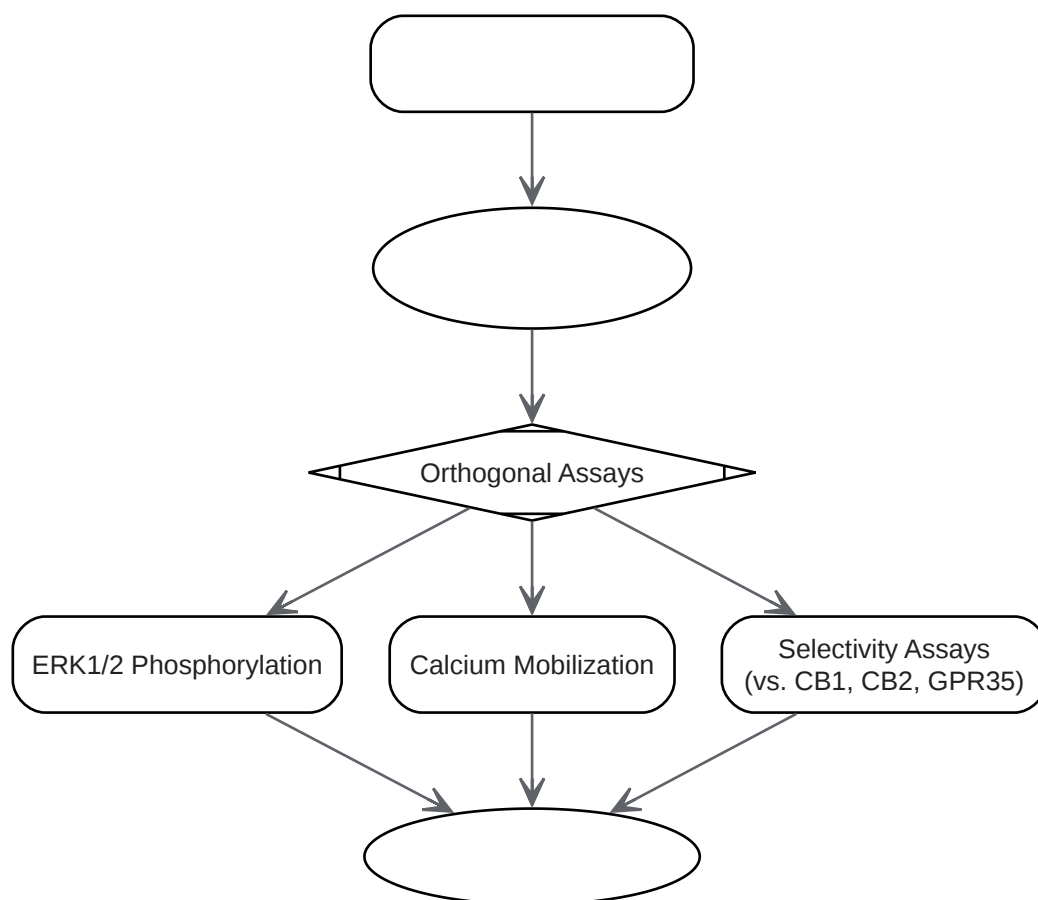 Orthogonal Assays
ERK1/2 Phosphorylation
Calcium Mobilization
Selectivity Assays
(vs. CB1, CB2, GPR35)